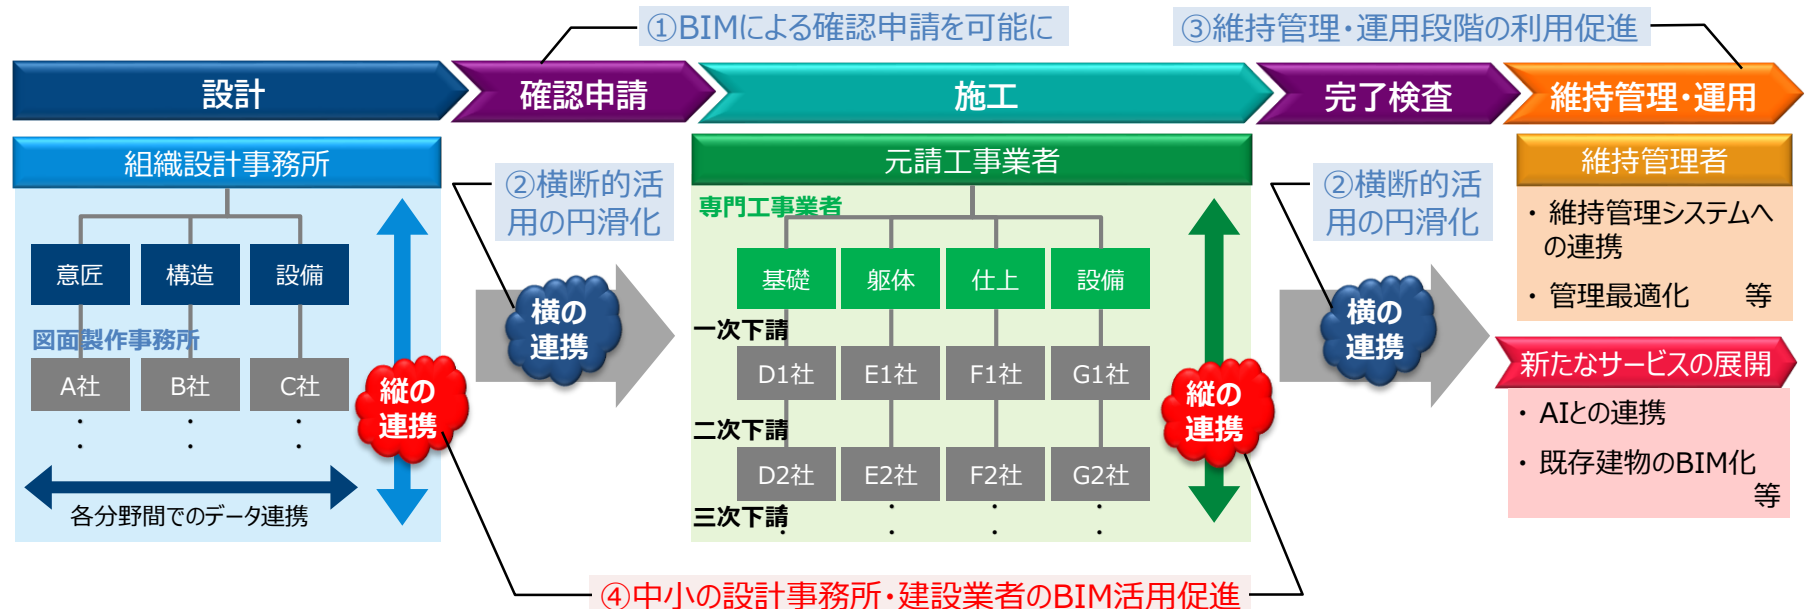 ①BIMによる確認申請を可能に
③維持管理・運用段階の利用促進
設計
確認申請
施工
完了検査
維持管理・運用
組織設計事務所
意匠
構造
設備
図面製作事務所
A社
B社
C社
・
・
・
・
・
・
各分野間でのデータ連携
縦の
連携
②横断的活
用の円滑化
横の
連携
元請工事業者
専門工事業者
基礎
躯体
仕上
設備
一次下請
D1社
E1社
F1社
G1社
二次下請
D2社
E2社
F2社
G2社
三次下請
・
・
・
・
・
・
・
縦の
連携
②横断的活
用の円滑化
横の
連携
維持管理者
・維持管理システムへ
の連携
・管理最適化 等
新たなサービスの展開
・AIとの連携
・既存建物のBIM化
等
④中小の設計事務所・建設業者のBIM活用促進